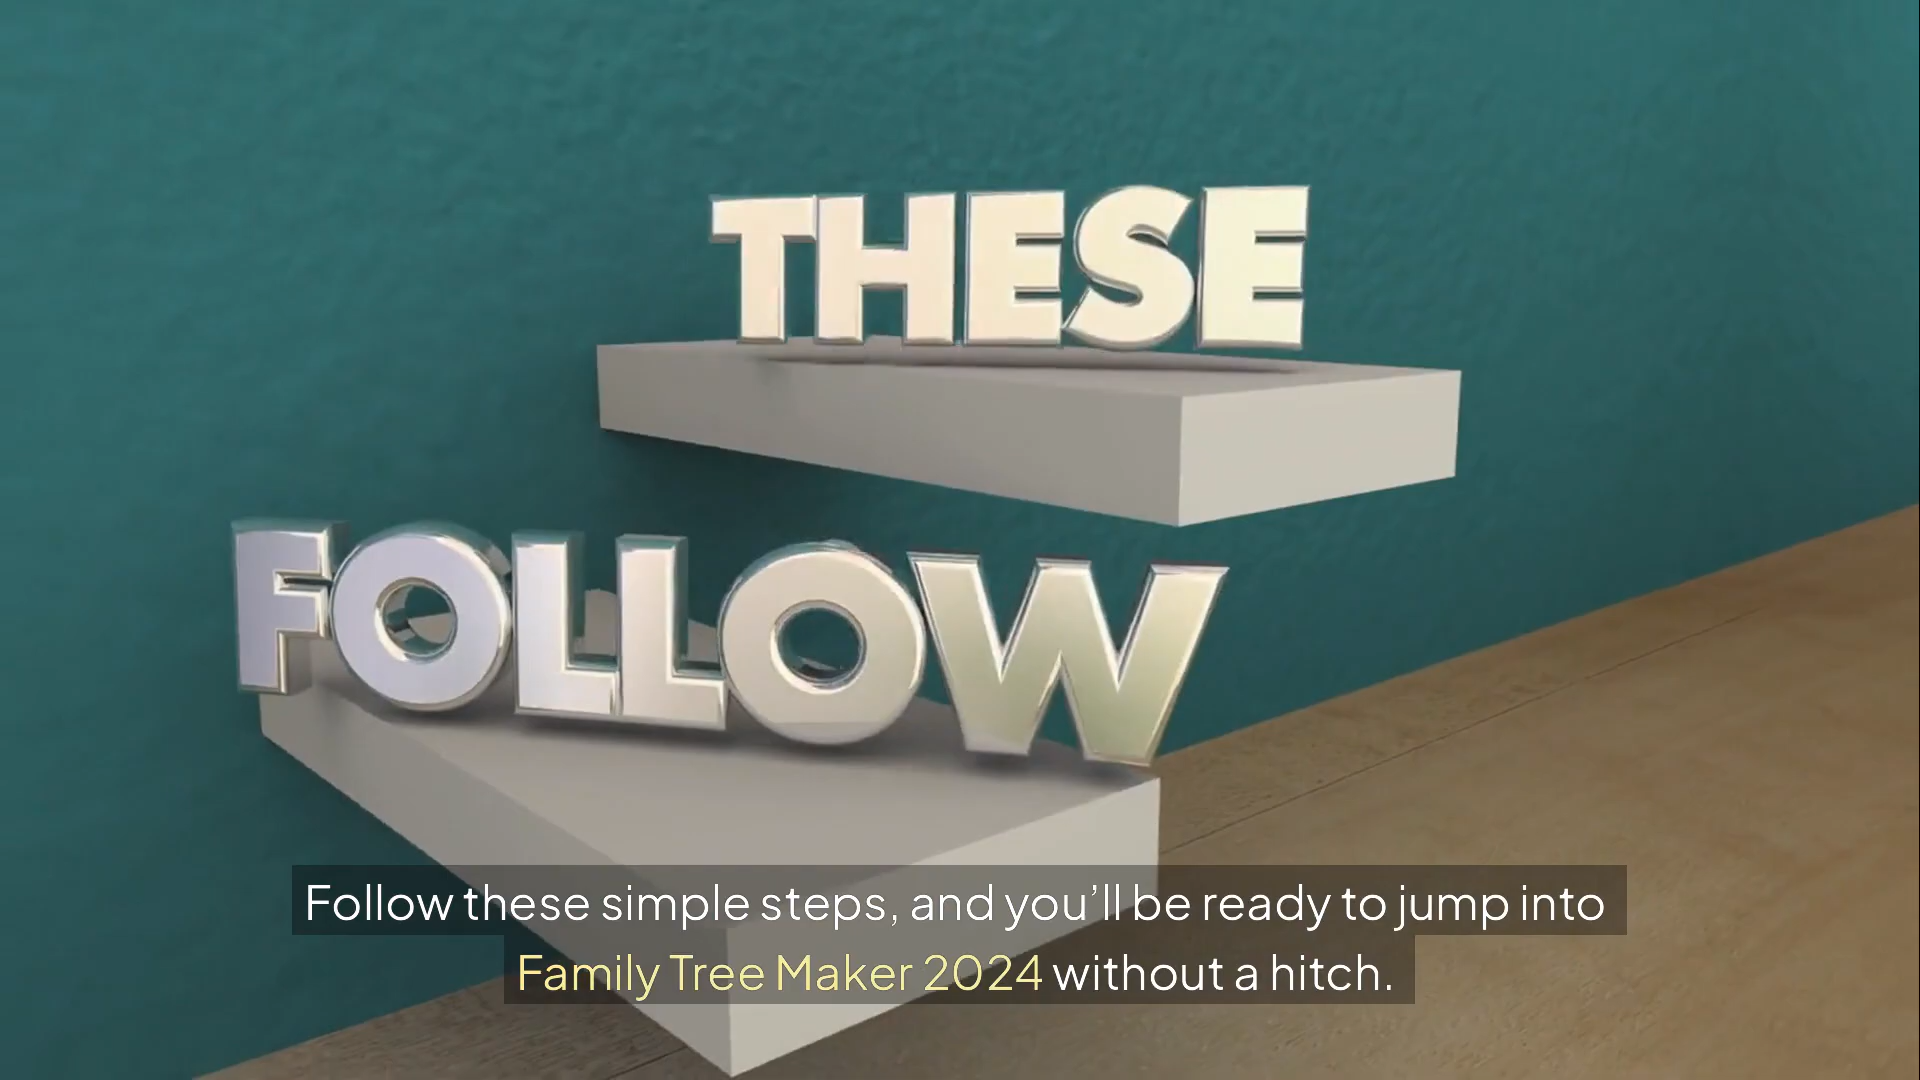 THESE
FOLLOW
Follow these simple steps, and you’ll be ready to jump into
Family Tree Maker 2024 without a hitch.